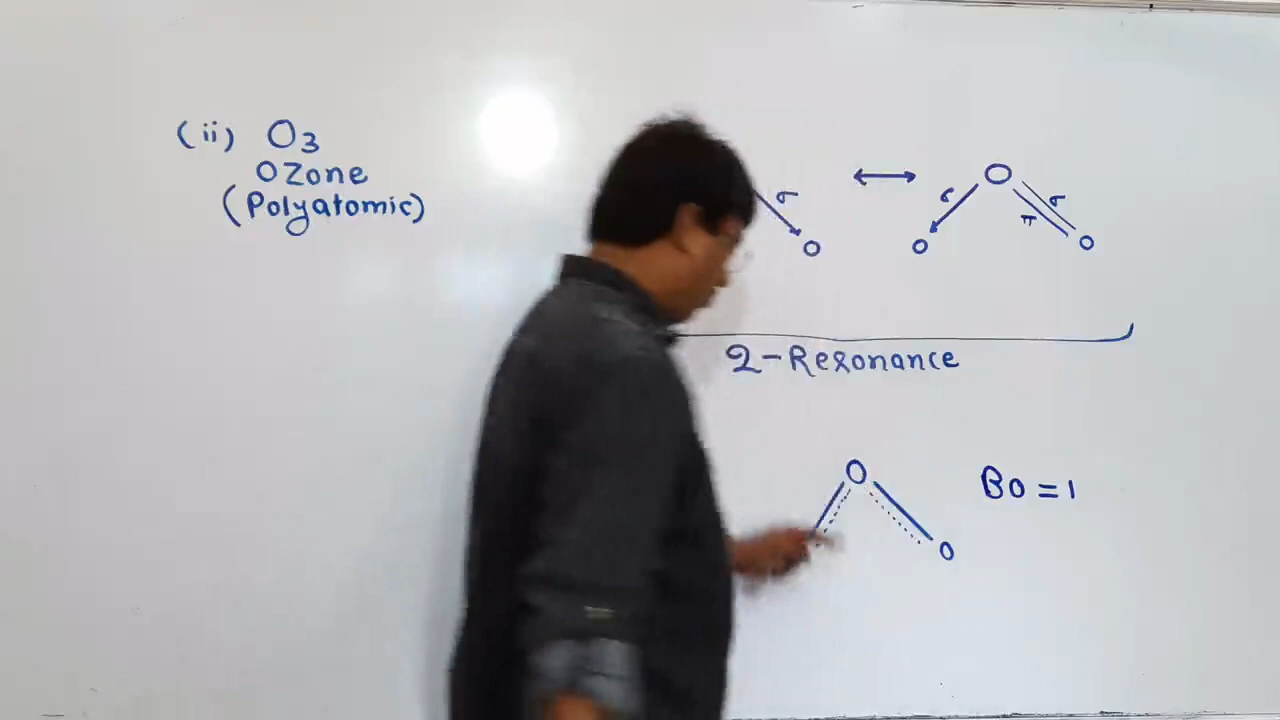 (ii) O3
OZone
(Polyatomic)
σ
O
↔
O
σ
σ
π
O
O
2-Resonance
O
O
BO = 1